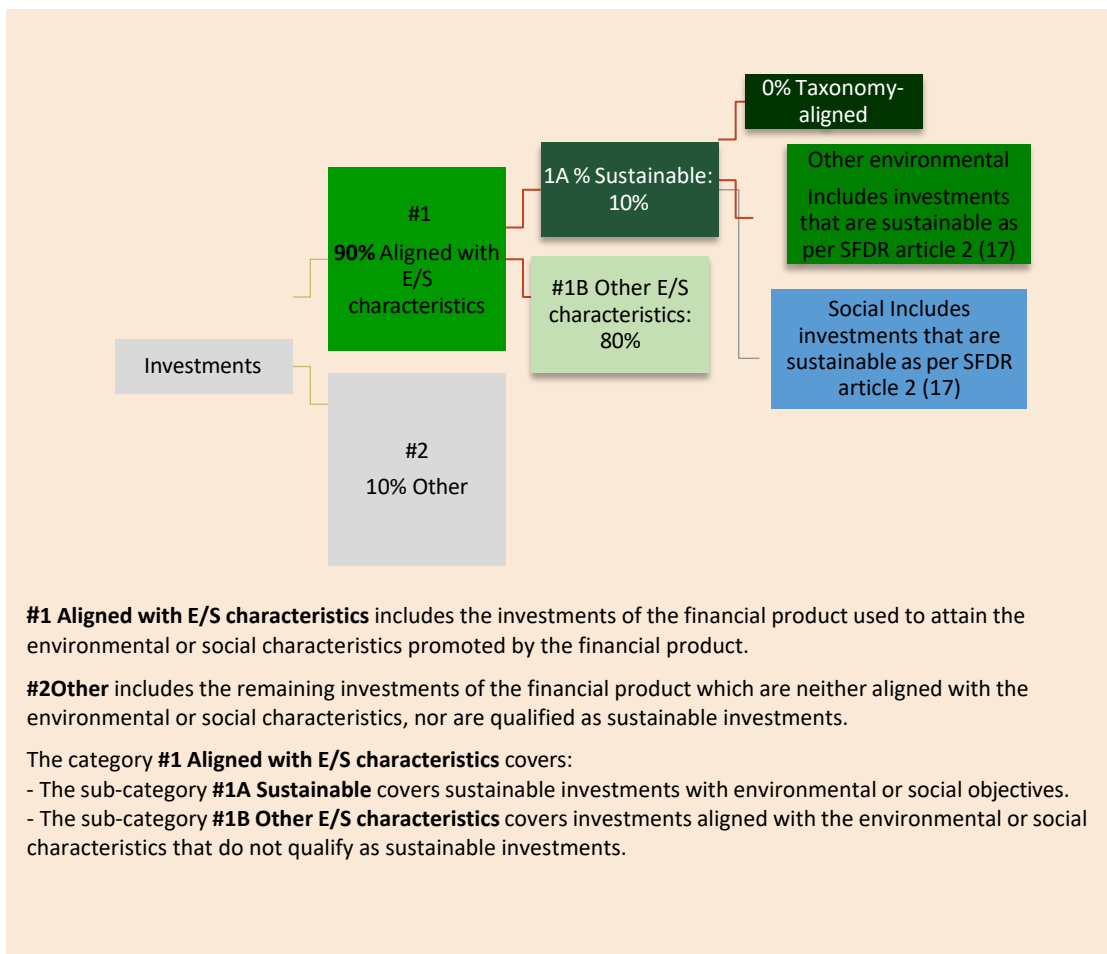 0% Taxonomy-
aligned
Other environmental
Includes investments
that are sustainable as
per SFDR article 2 (17)
1A % Sustainable:
10%
#1
90% Aligned with
E/S
characteristics
#1B Other E/S
characteristics:
80%
Social Includes
investments that are
sustainable as per SFDR
article 2 (17)
Investments
#2
10% Other
#1 Aligned with E/S characteristics includes the investments of the financial product used to attain the
environmental or social characteristics promoted by the financial product.
#2Other includes the remaining investments of the financial product which are neither aligned with the
environmental or social characteristics, nor are qualified as sustainable investments.
The category #1 Aligned with E/S characteristics covers:
- The sub-category #1A Sustainable covers sustainable investments with environmental or social objectives.
- The sub-category #1B Other E/S characteristics covers investments aligned with the environmental or social
characteristics that do not qualify as sustainable investments.